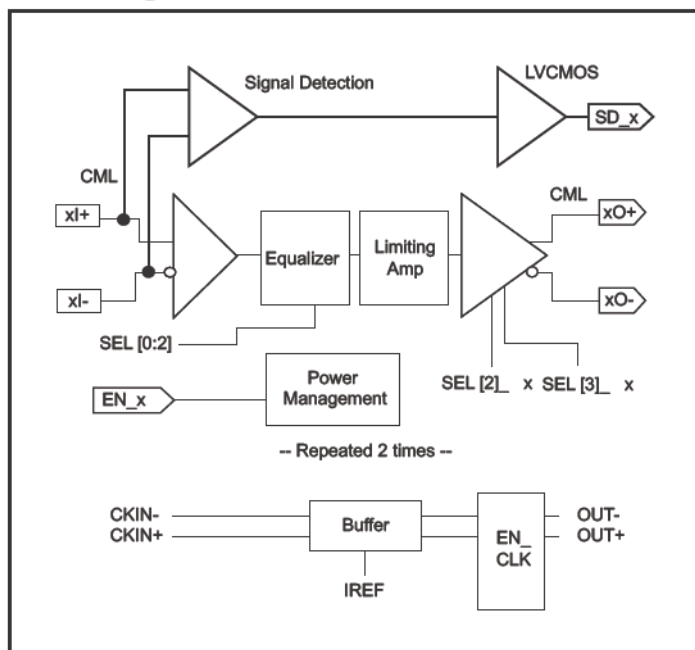 Signal Detection
LVCMOS
SD_x
CML
CML
xI+
xO+
Equalizer
Limiting
Amp
xI-
xO-
SEL [0:2]
SEL [2]_ x SEL [3]_ x
EN_x
Power
Management
-- Repeated 2 times --
CKIN-
CKIN+
Buffer
EN_
CLK
OUT-
OUT+
IREF